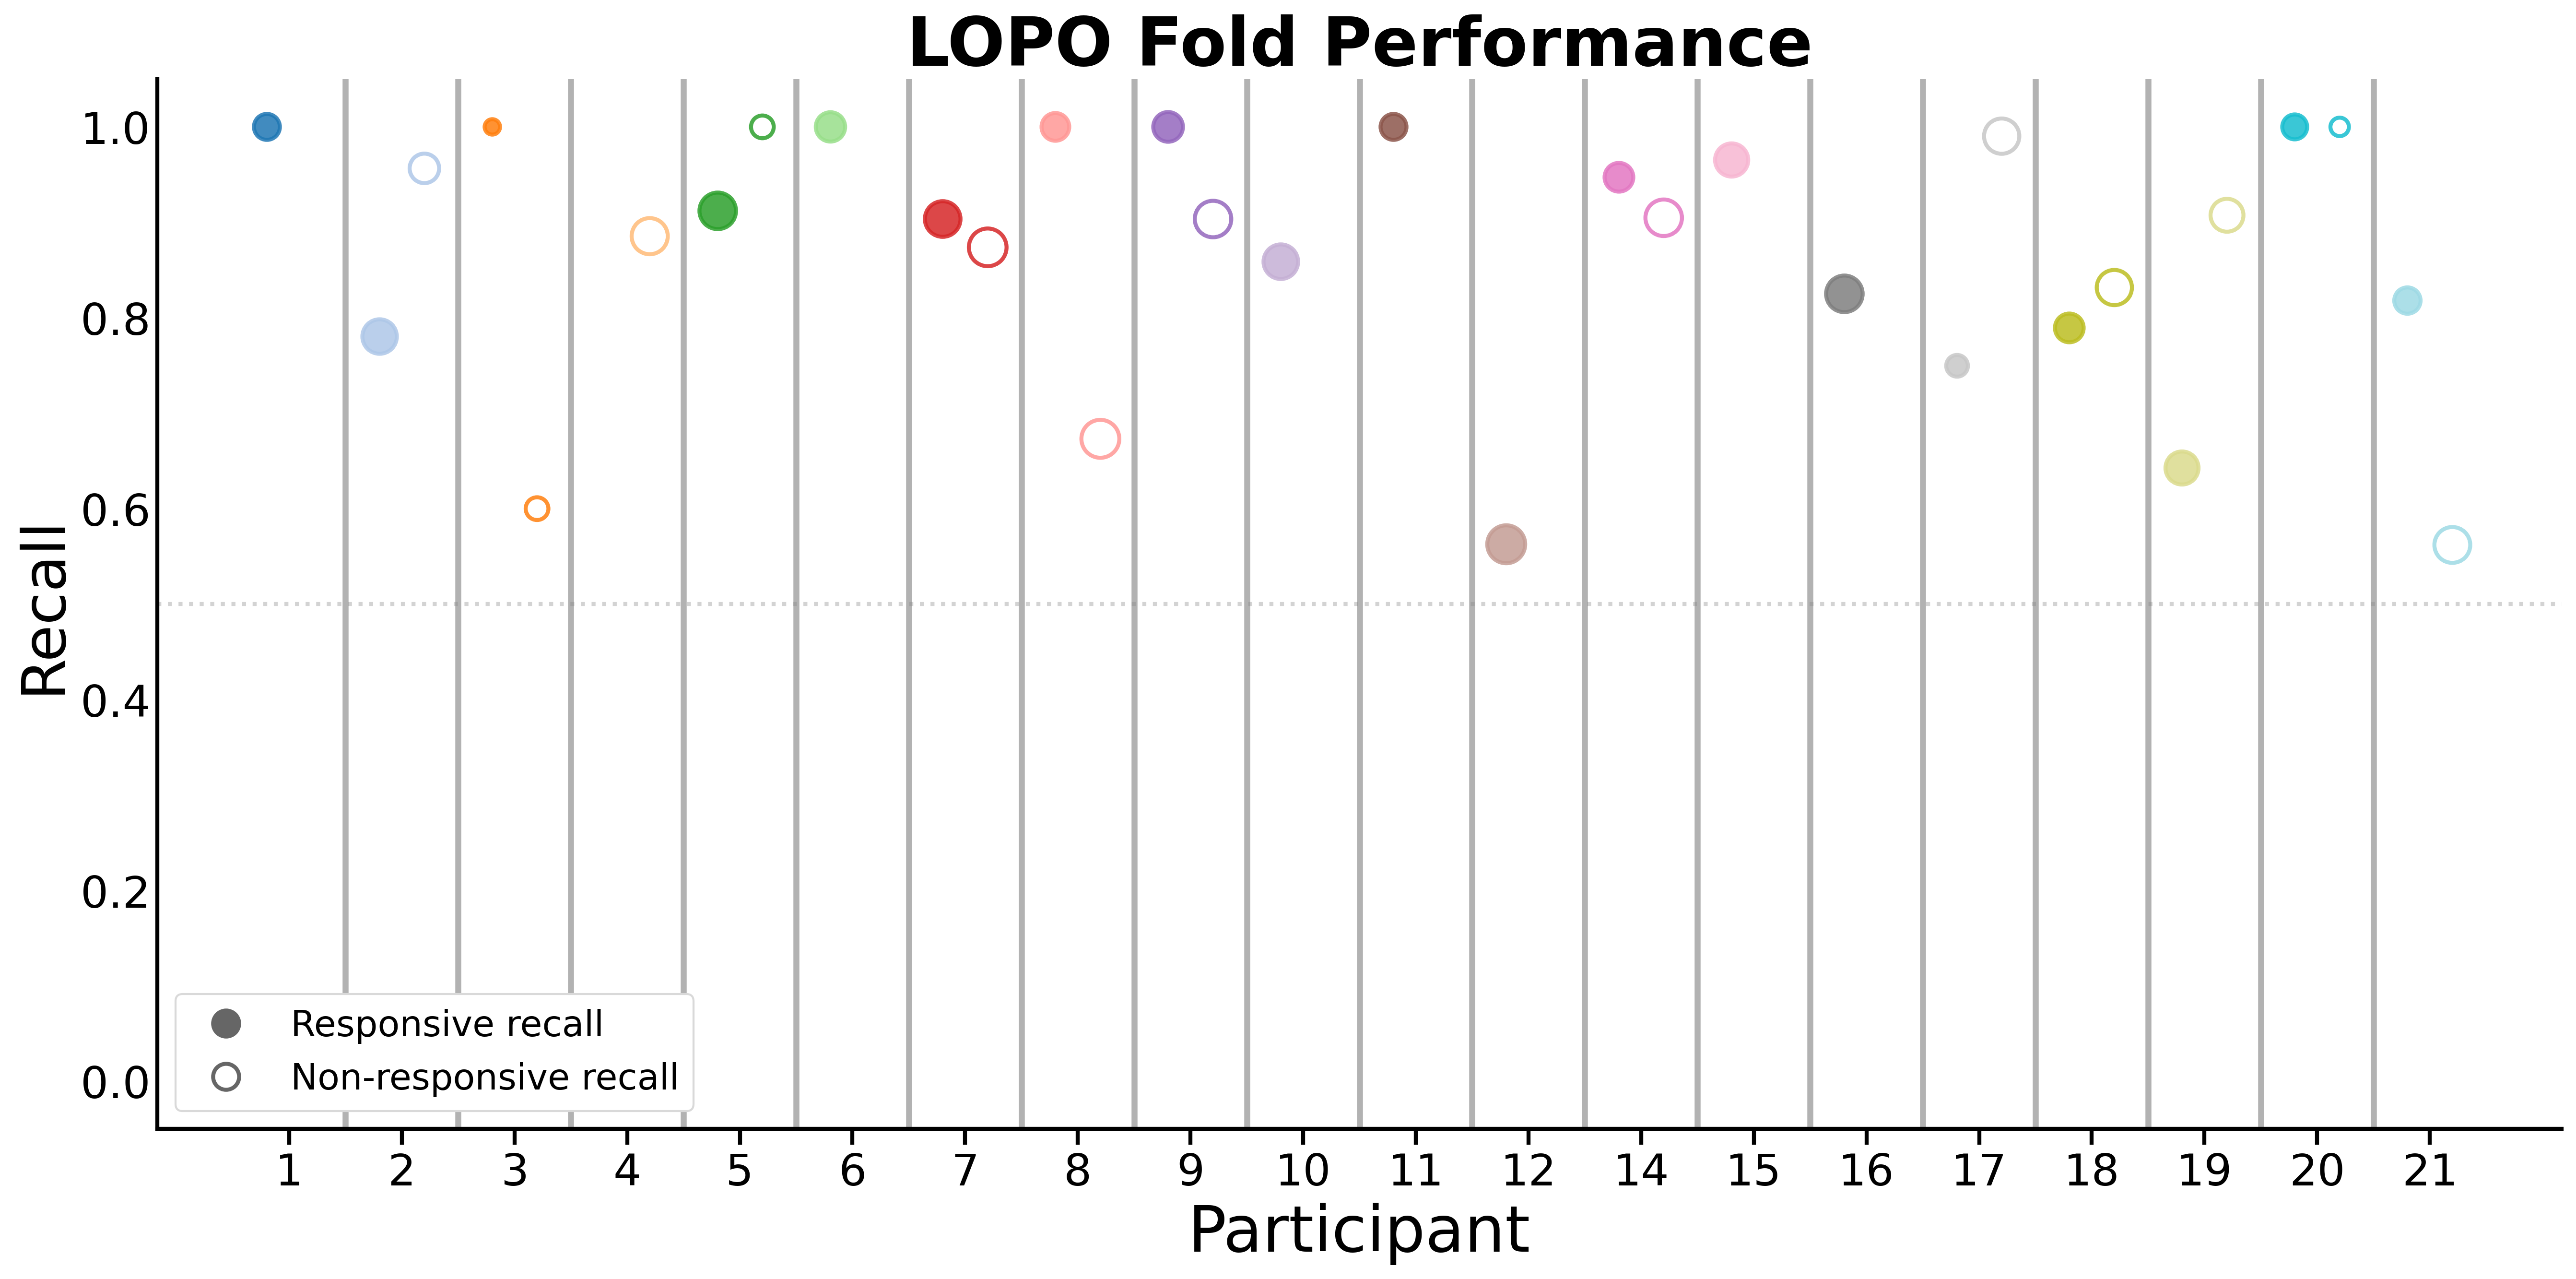 LOPO Fold Performance
Recall
1.0
0.8
0.6
0.4
0.2
0.0
Responsive recall
Non-responsive recall
1 2 3 4 5 6 7 8 9 10 11 12 14 15 16 17 18 19 20 21
Participant